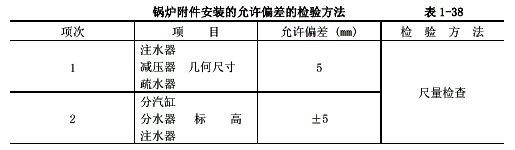 锅炉附件安装的允许偏差的检验方法 表1-38
项次 项 目 允许偏差 (mm) 检 验 方 法
1 注水器 减压器 疏水器 几何尺寸 5 尺量检查
2 分汽缸 分水器 注水器 标 高 ±5